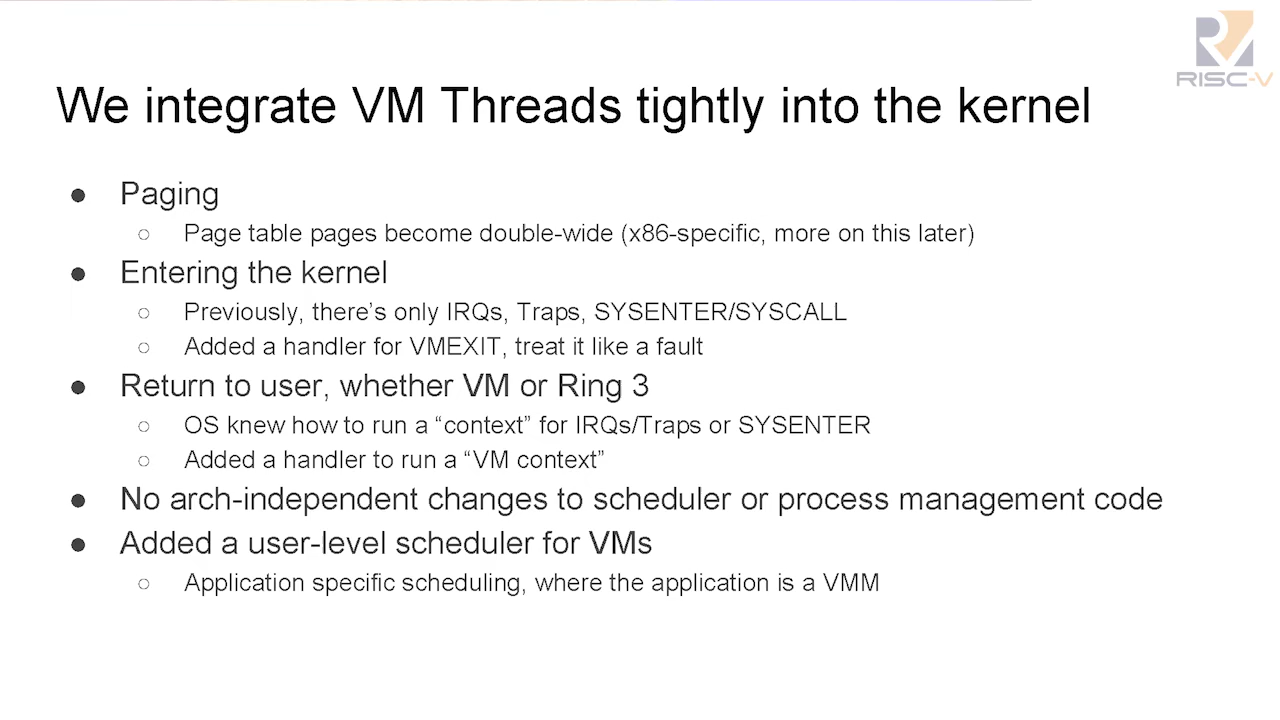 RISC-V
We integrate VM Threads tightly into the kernel
● Paging
○ Page table pages become double-wide (x86-specific, more on this later)
● Entering the kernel
○ Previously, there’s only IRQs, Traps, SYSENTER/SYSCALL
○ Added a handler for VMEXIT, treat it like a fault
● Return to user, whether VM or Ring 3
○ OS knew how to run a “context” for IRQs/Traps or SYSENTER
○ Added a handler to run a “VM context”
● No arch-independent changes to scheduler or process management code
● Added a user-level scheduler for VMs
○ Application specific scheduling, where the application is a VMM